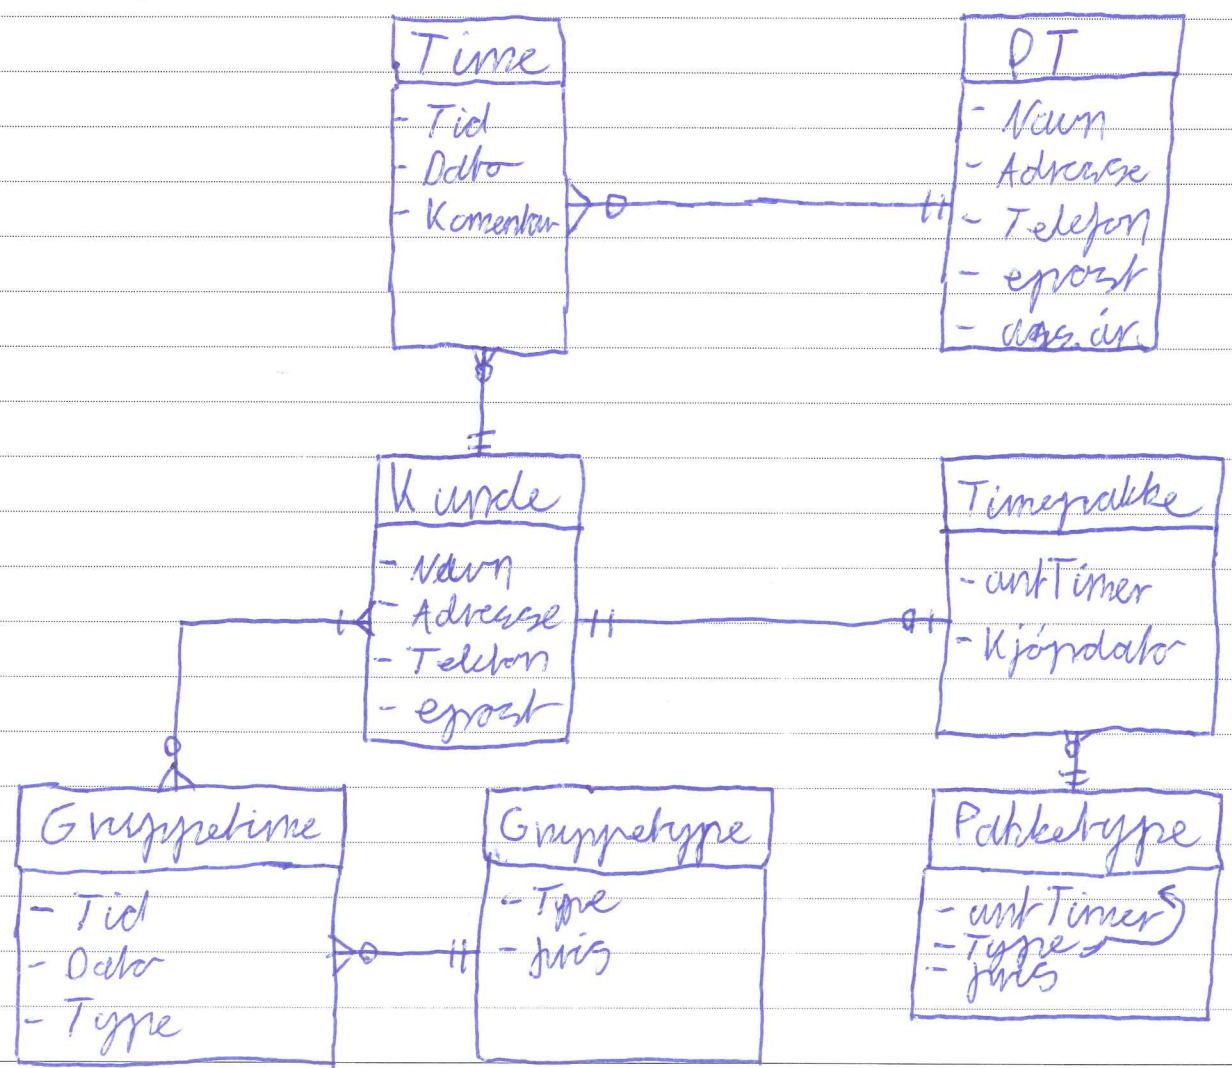 Time
- Tid
- Dato
- Komentar
PT
- Navn
- Adresse
- Telefon
- epost
- ans. år.
Kunde
- Navn
- Adresse
- Telefon
- epost
Timepakke
- antTimer
- Kjøpdato
Gruppetime
- Tid
- Dato
- Type
Gruppetype
- Type
- pris
Pakketype
- antTimer
- Type
- pris